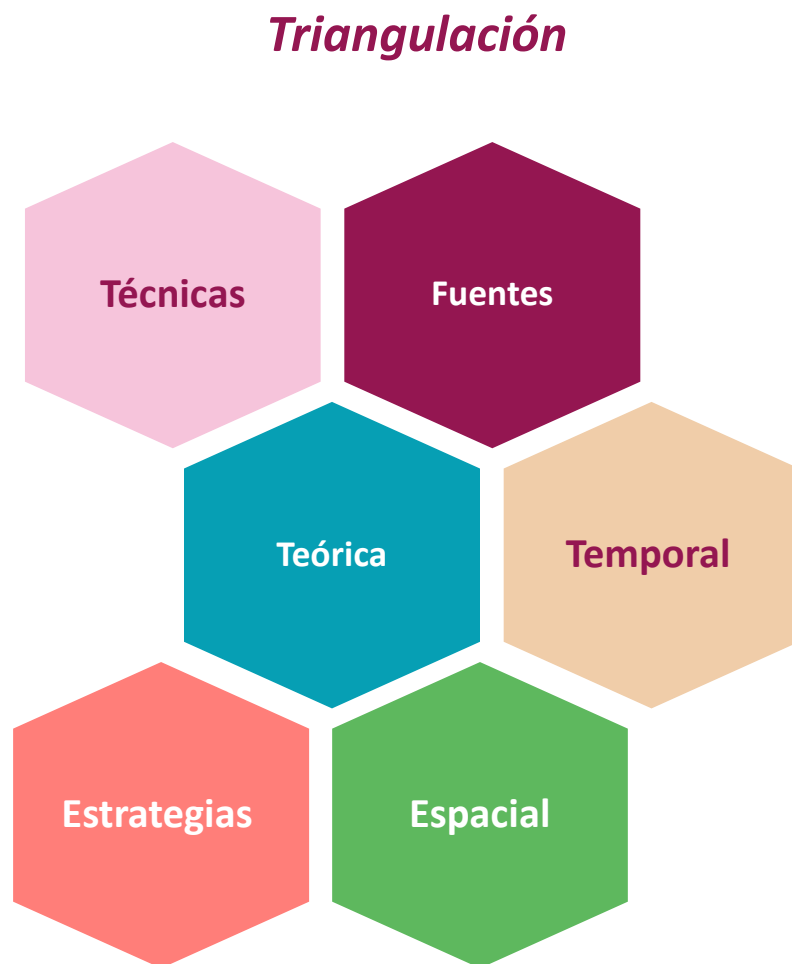 Triangulación
Técnicas
Fuentes
Teórica
Temporal
Estrategias
Espacial